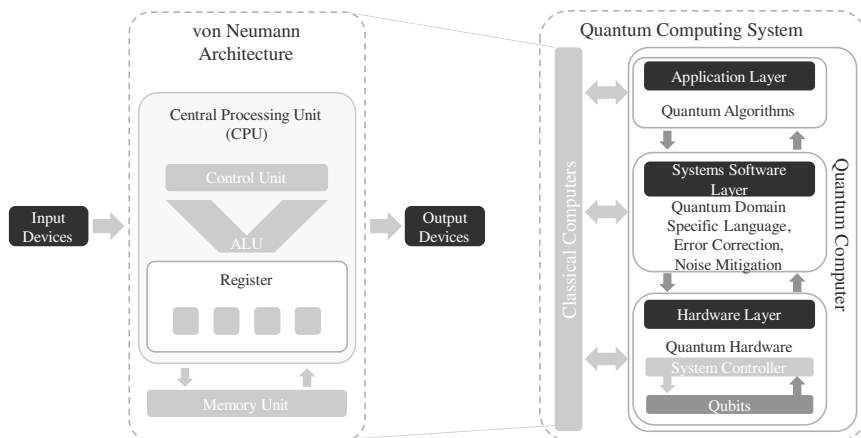 von Neumann
Architecture
Central Processing Unit
(CPU)
Control Unit
ALU
Register
Memory Unit
Input
Devices
Output
Devices
Quantum Computing System
Classical Computers
Quantum Computer
Application Layer
Quantum Algorithms
Systems Software
Layer
Quantum Domain
Specific Language,
Error Correction,
Noise Mitigation
Hardware Layer
Quantum Hardware
System Controller
Qubits